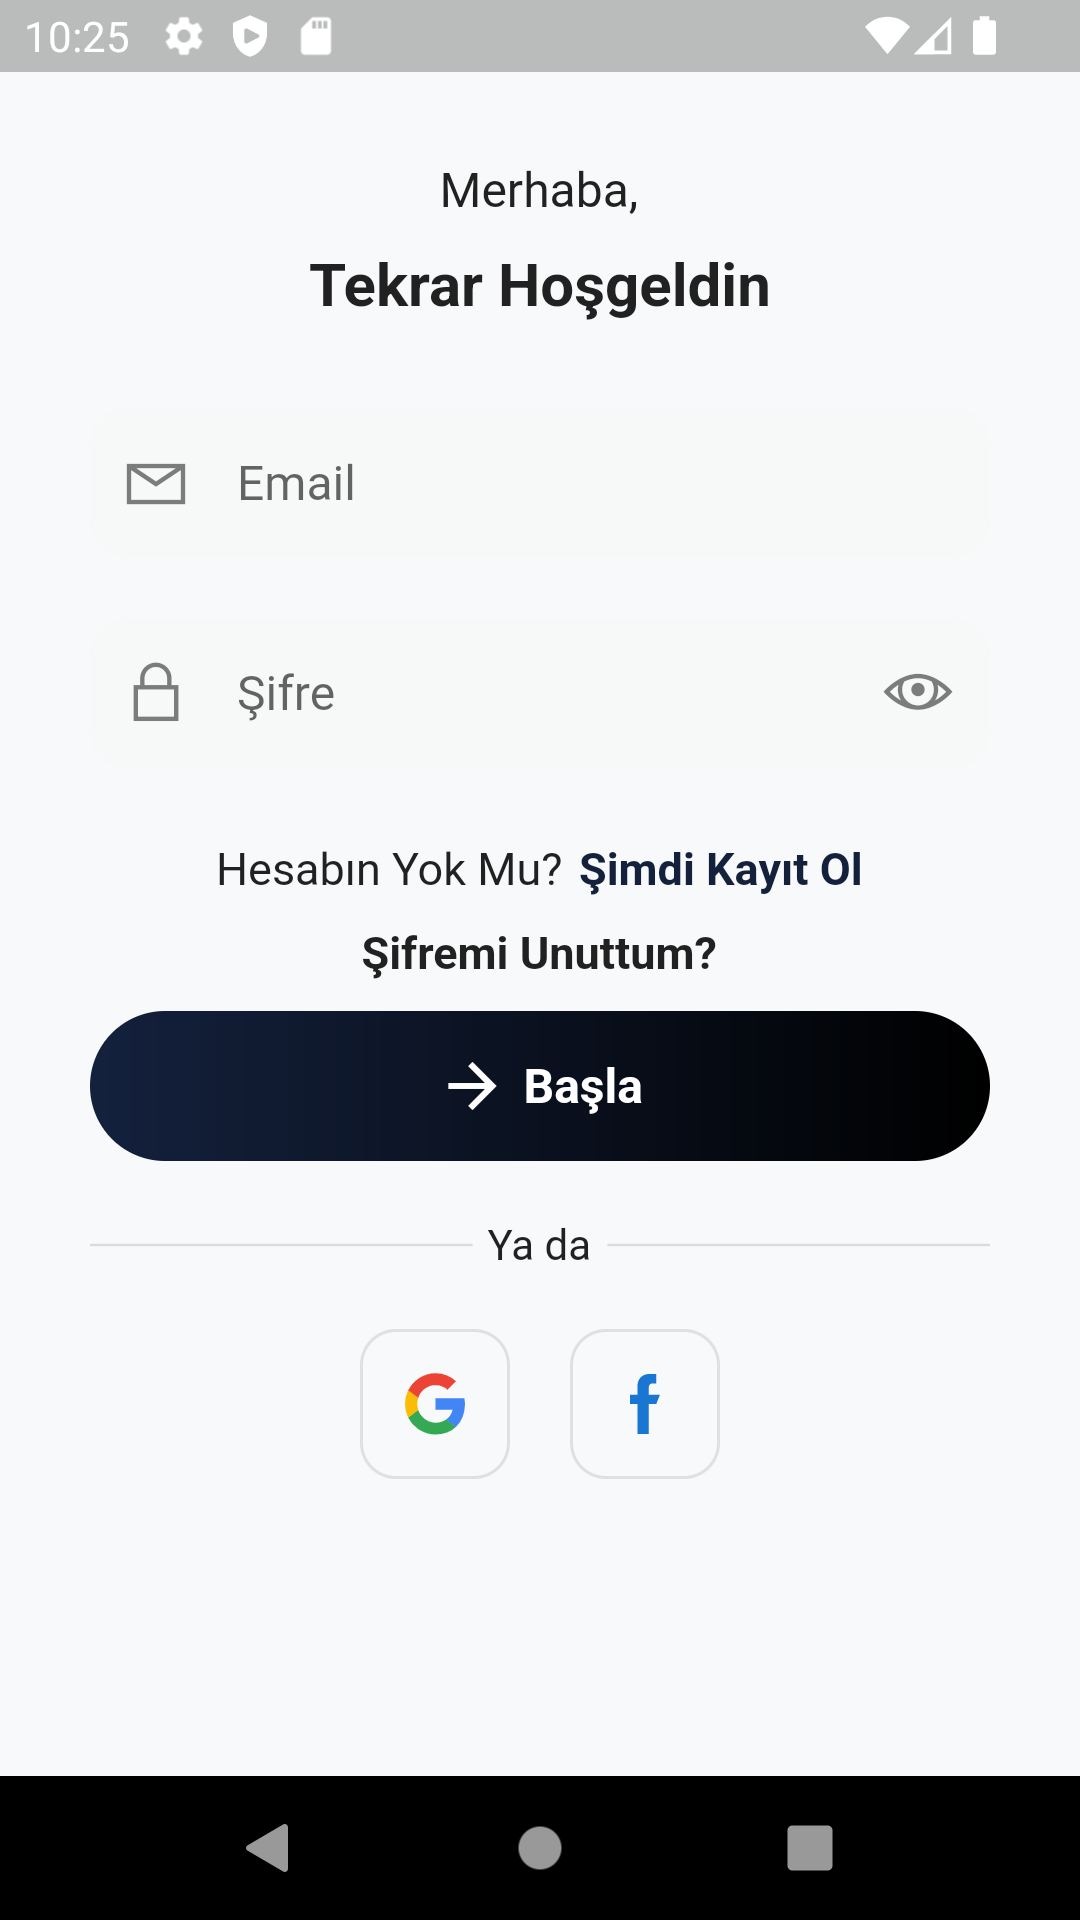 10:25
Merhaba,
Tekrar Hoşgeldin
Email
Şifre
Hesabın Yok Mu? Şimdi Kayıt Ol
Şifremi Unuttum?
Başla
Ya da